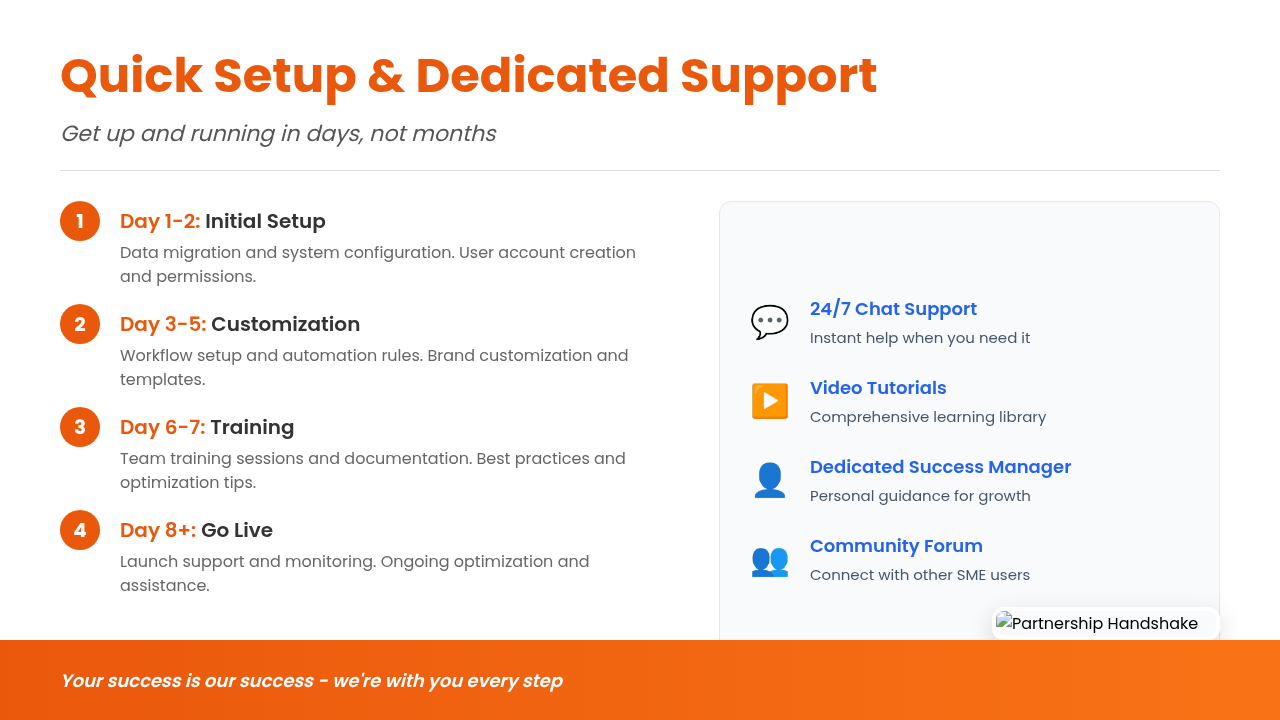 Quick Setup & Dedicated Support
Get up and running in days, not months
1
Day 1-2: Initial Setup
Data migration and system configuration. User account creation
and permissions.
2
Day 3-5: Customization
Workflow setup and automation rules. Brand customization and
templates.
3
Day 6-7: Training
Team training sessions and documentation. Best practices and
optimization tips.
4
Day 8+: Go Live
Launch support and monitoring. Ongoing optimization and
assistance.
24/7 Chat Support
Instant help when you need it
Video Tutorials
Comprehensive learning library
Dedicated Success Manager
Personal guidance for growth
Community Forum
Connect with other SME users
Partnership Handshake
Your success is our success - we're with you every step